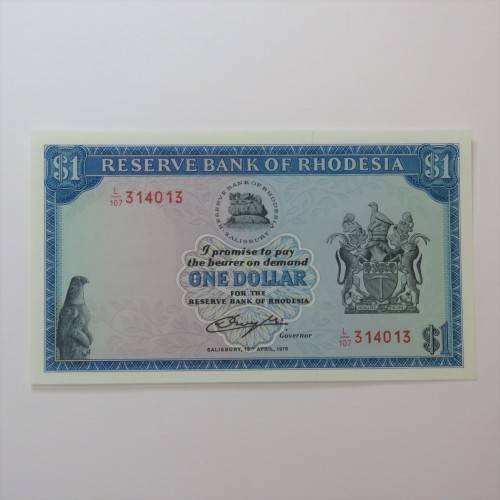 $1 RESERVE BANK OF RHODESIA $1
L/107 314013
RESERVE BANK OF RHODESIA
SALISBURY
I promise to pay
the bearer on demand
ONE DOLLAR
FOR THE
RESERVE BANK OF RHODESIA
Governor
L/107 314013
$1